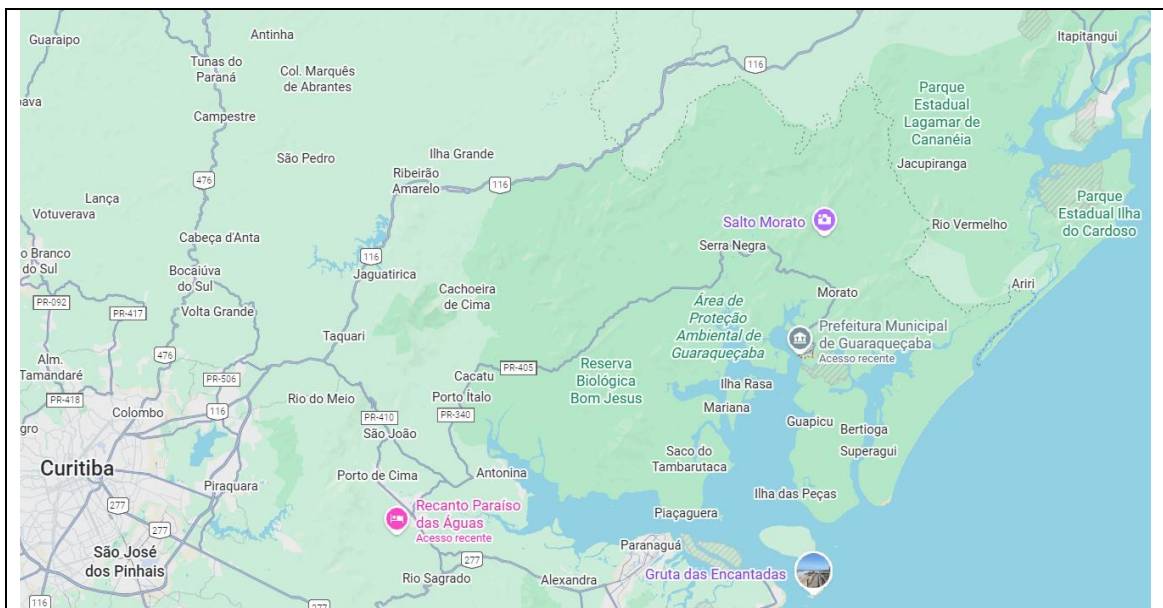 Guaraipo
Antinha
Itapitangui
Tunas do
Paraná
Col. Marquês
de Abrantes
116
Parque
Estadual
Lagamar de
Cananéia
Campestre
São Pedro
Ilha Grande
Ribeirão
Amarelo
116
Jacupiranga
476
Lança
Votuverava
Parque
Estadual Ilha
do Cardoso
Salto Morato
Rio Vermelho
Cabeça d'Anta
Serra Negra
o Branco
do Sul
116
Bocaiúva
do Sul
Jaguatirica
Cachoeira
de Cima
Morato
Ariri
PR-092
PR-417
Volta Grande
Área de
Proteção
Ambiental de
Guaraqueçaba
Prefeitura Municipal
de Guaraqueçaba
Acesso recente
Taquari
476
Alm.
Tamandaré
PR-506
Cacatu
PR-405
Reserva
Biológica
Bom Jesus
Ilha Rasa
PR-418
Rio do Meio
Porto Ítalo
Mariana
Colombo
116
PR-410
PR-340
Guapicu
Bertioga
gro
São João
Superagui
Saco do
Tambarutaca
Curitiba
Porto de Cima
Antonina
Piraquara
Ilha das Peças
277
Recanto Paraíso
das Águas
Acesso recente
Piaçaguera
277
São José
dos Pinhais
Paranaguá
277
Rio Sagrado
Alexandra
Gruta das Encantadas
116
277